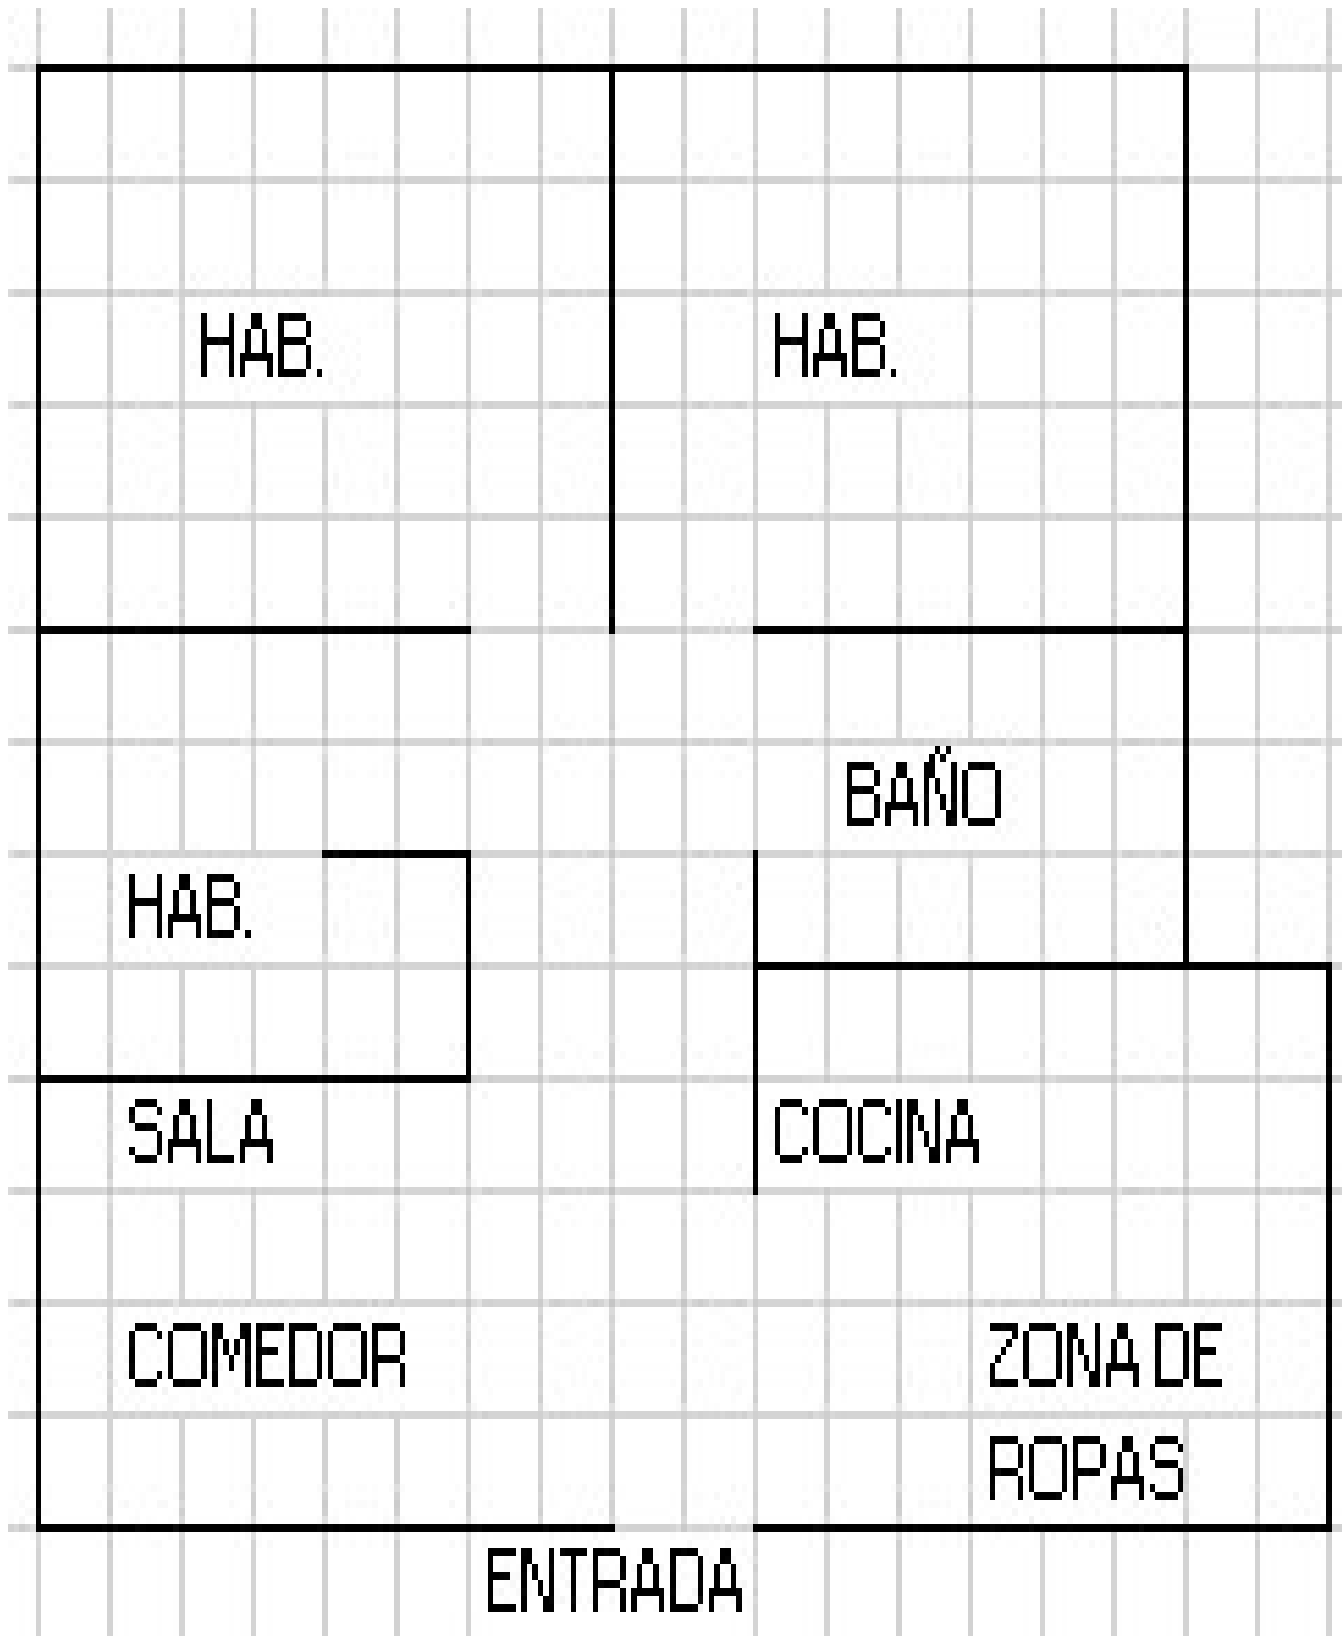 HAB.
HAB.
BAÑO
HAB.
SALA
COCINA
COMEDOR
ZONA DE
ROPAS
ENTRADA